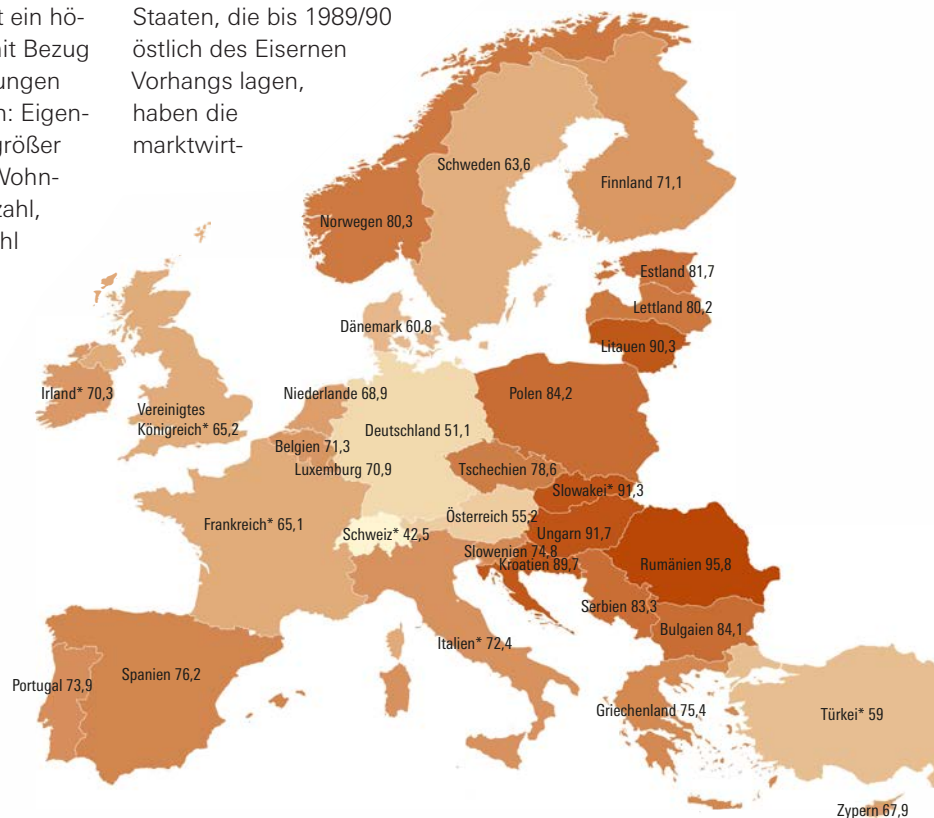 t ein hö-
nit Bezug
ungen
n: Eigen-
größer
Wohn-
zahl,
hl
Staaten, die bis 1989/90
östlich des Eisernen
Vorhangs lagen,
haben die
marktwirt-
Schweden 63,6
Finnland 71,1
Norwegen 80,3
Estland 81,7
Lettland 80,2
Dänemark 60,8
Litauen 90,3
Irland* 70,3
Vereinigtes
Königreich* 65,2
Niederlande 68,9
Polen 84,2
Deutschland 51,1
Belgien 71,3
Luxemburg 70,9
Tschechien 78,6
Slowakei* 91,3
Österreich 55,2
Frankreich* 65,1
Schweiz* 42,5
Ungarn 91,7
Slowenien 74,8
Kroatien 89,7
Rumänien 95,8
Serbien 83,3
Bulgaien 84,1
Italien* 72,4
Portugal 73,9
Spanien 76,2
Griechenland 75,4
Türkei* 59
Zypern 67,9